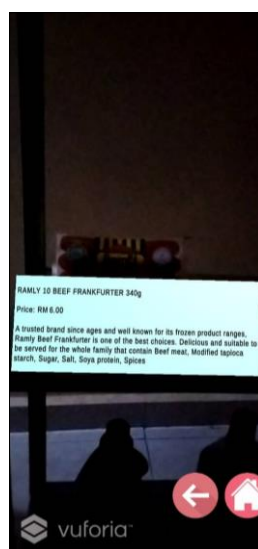 RAMLY 10 BEEF FRANKFURTER 340g
Price: RM 6.00
A trusted brand since ages and well known for its frozen product ranges,
Ramly Beef Frankfurter is one of the best choices. Delicious and suitable to
be served for the whole family that contain Beef meat, Modified tapioca
starch, Sugar, Salt, Soya protein, Spices
vuforia